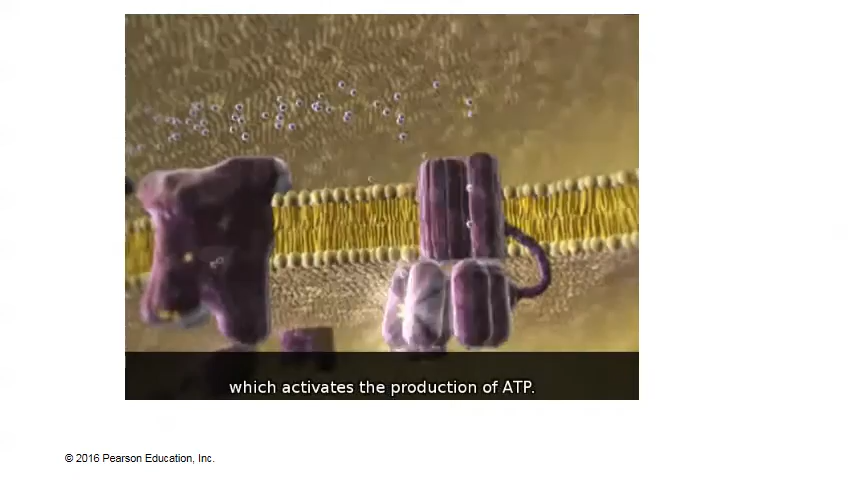 which activates the production of ATP.
© 2016 Pearson Education, Inc.